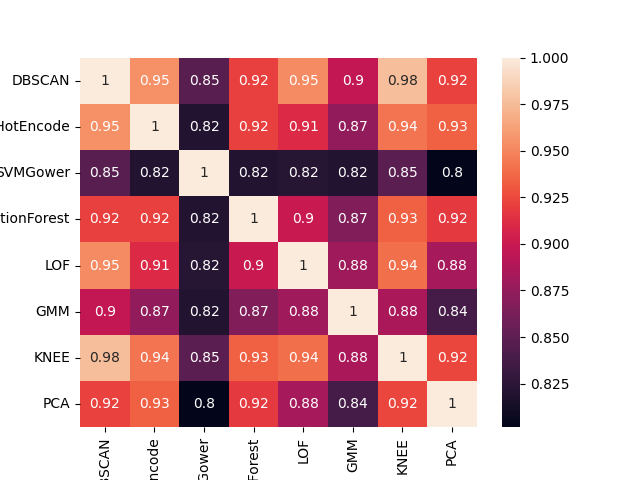 DBSCAN 1 0.95 0.85 0.92 0.95 0.9 0.98 0.92
HotEncode 0.95 1 0.82 0.92 0.91 0.87 0.94 0.93
SVMGower 0.85 0.82 1 0.82 0.82 0.82 0.85 0.8
tionForest 0.92 0.92 0.82 1 0.9 0.87 0.93 0.92
LOF 0.95 0.91 0.82 0.9 1 0.88 0.94 0.88
GMM 0.9 0.87 0.82 0.87 0.88 1 0.88 0.84
KNEE 0.98 0.94 0.85 0.93 0.94 0.88 1 0.92
PCA 0.92 0.93 0.8 0.92 0.88 0.84 0.92 1
BSCAN
ncode
Gower
Forest
LOF
GMM
KNEE
PCA
1.000
0.975
0.950
0.925
0.900
0.875
0.850
0.825